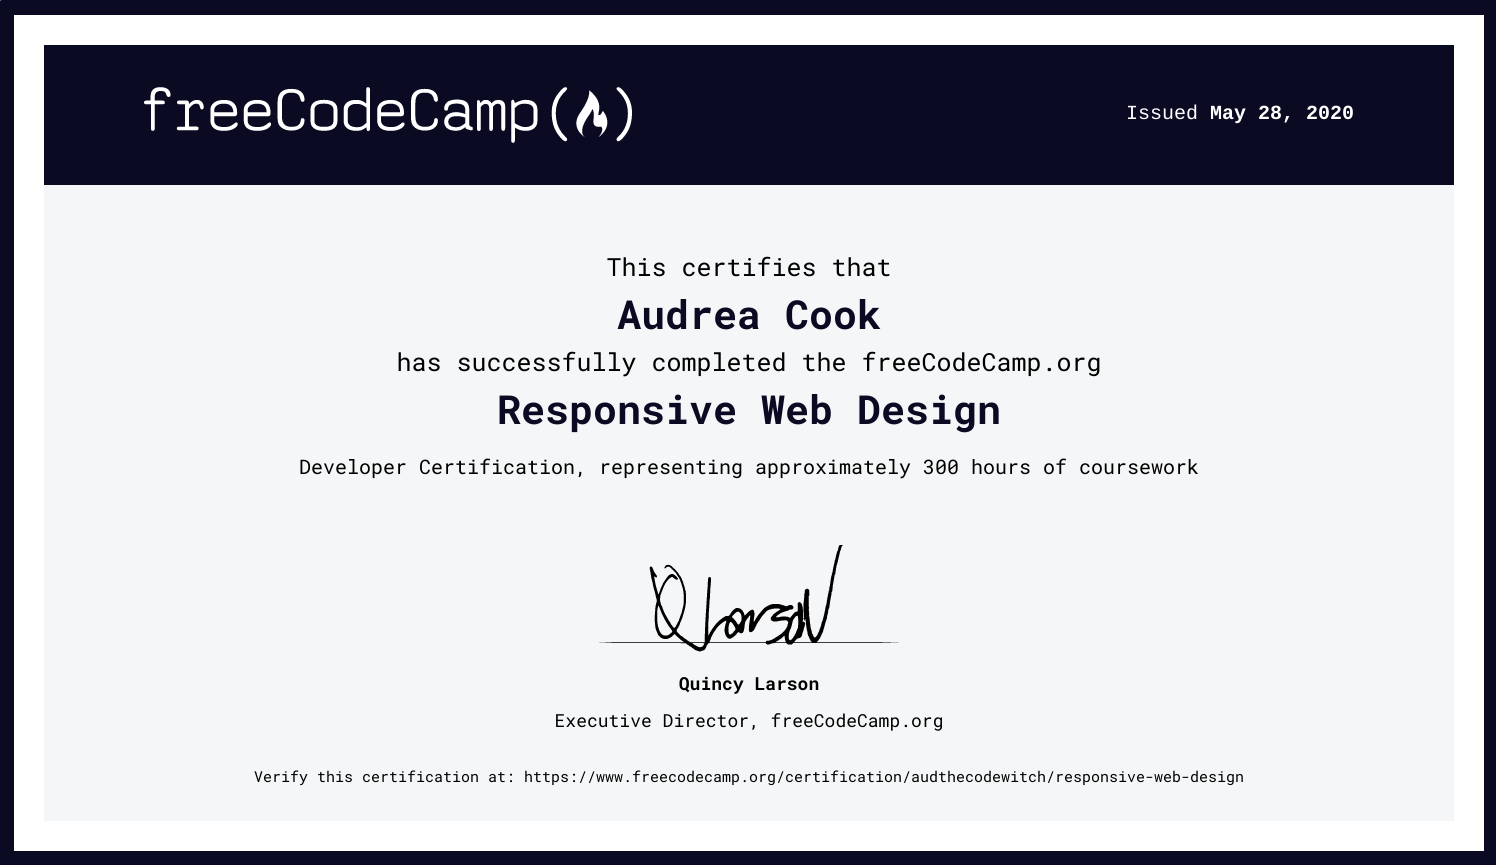 freeCodeCamp(🔥)
Issued May 28, 2020
This certifies that
Audrea Cook
has successfully completed the freeCodeCamp.org
Responsive Web Design
Developer Certification, representing approximately 300 hours of coursework
Q Larson
Quincy Larson
Executive Director, freeCodeCamp.org
Verify this certification at: https://www.freecodecamp.org/certification/audthecodewitch/responsive-web-design